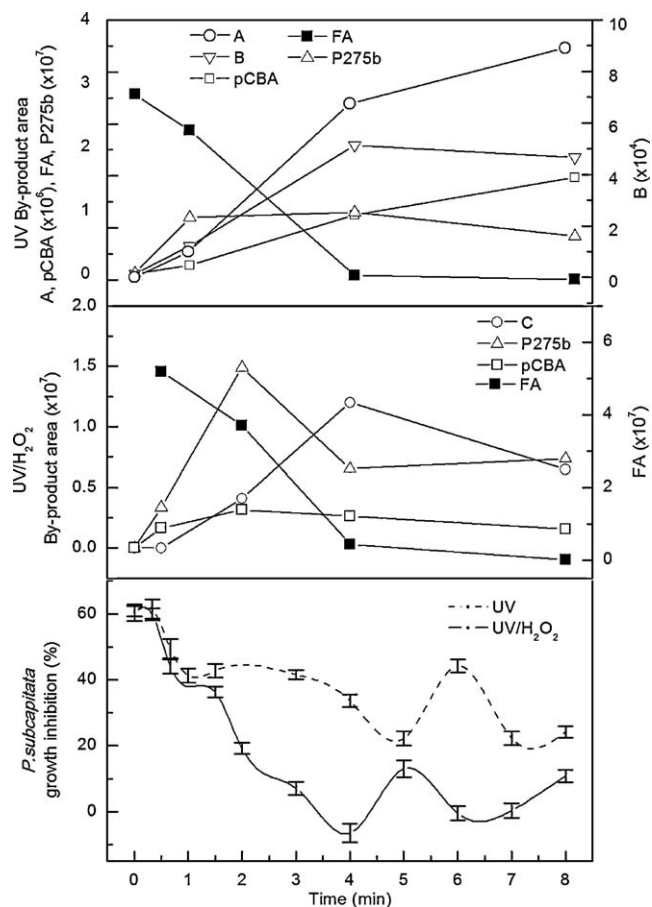 4
3
2
1
0
UV By-product area
A, pCBA (x10⁶), FA, P275b (x10⁷)
A
B
pCBA
FA
P275b
10
8
6
4
2
0
B (x10⁴)
2.0
1.5
1.0
0.5
0.0
UV/H₂O₂
By-product area (x10⁷)
C
P275b
pCBA
FA
6
4
2
0
FA (x10⁷)
60
40
20
0
P.subcapitata
growth inhibition (%)
UV
UV/H₂O₂
0 1 2 3 4 5 6 7 8
Time (min)